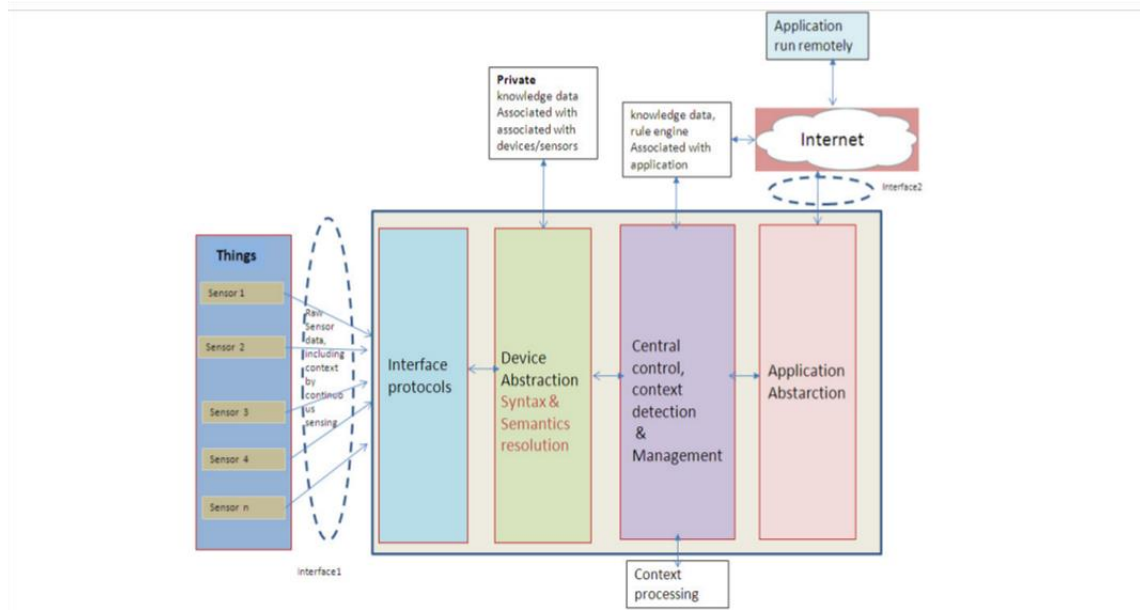 Application
run remotely
Private
knowledge data
Associated with
associated with
devices/sensors
knowledge data,
rule engine
Associated with
application
Internet
Interface2
Things
Sensor 1
Sensor 2
Sensor 3
Sensor 4
Sensor n
Raw
Sensor
data,
including
context
by
continuo
us
sensing
Interface1
Interface
protocols
Device
Abstraction
Syntax &
Semantics
resolution
Central
control,
context
detection
&
Management
Application
Abstarction
Context
processing